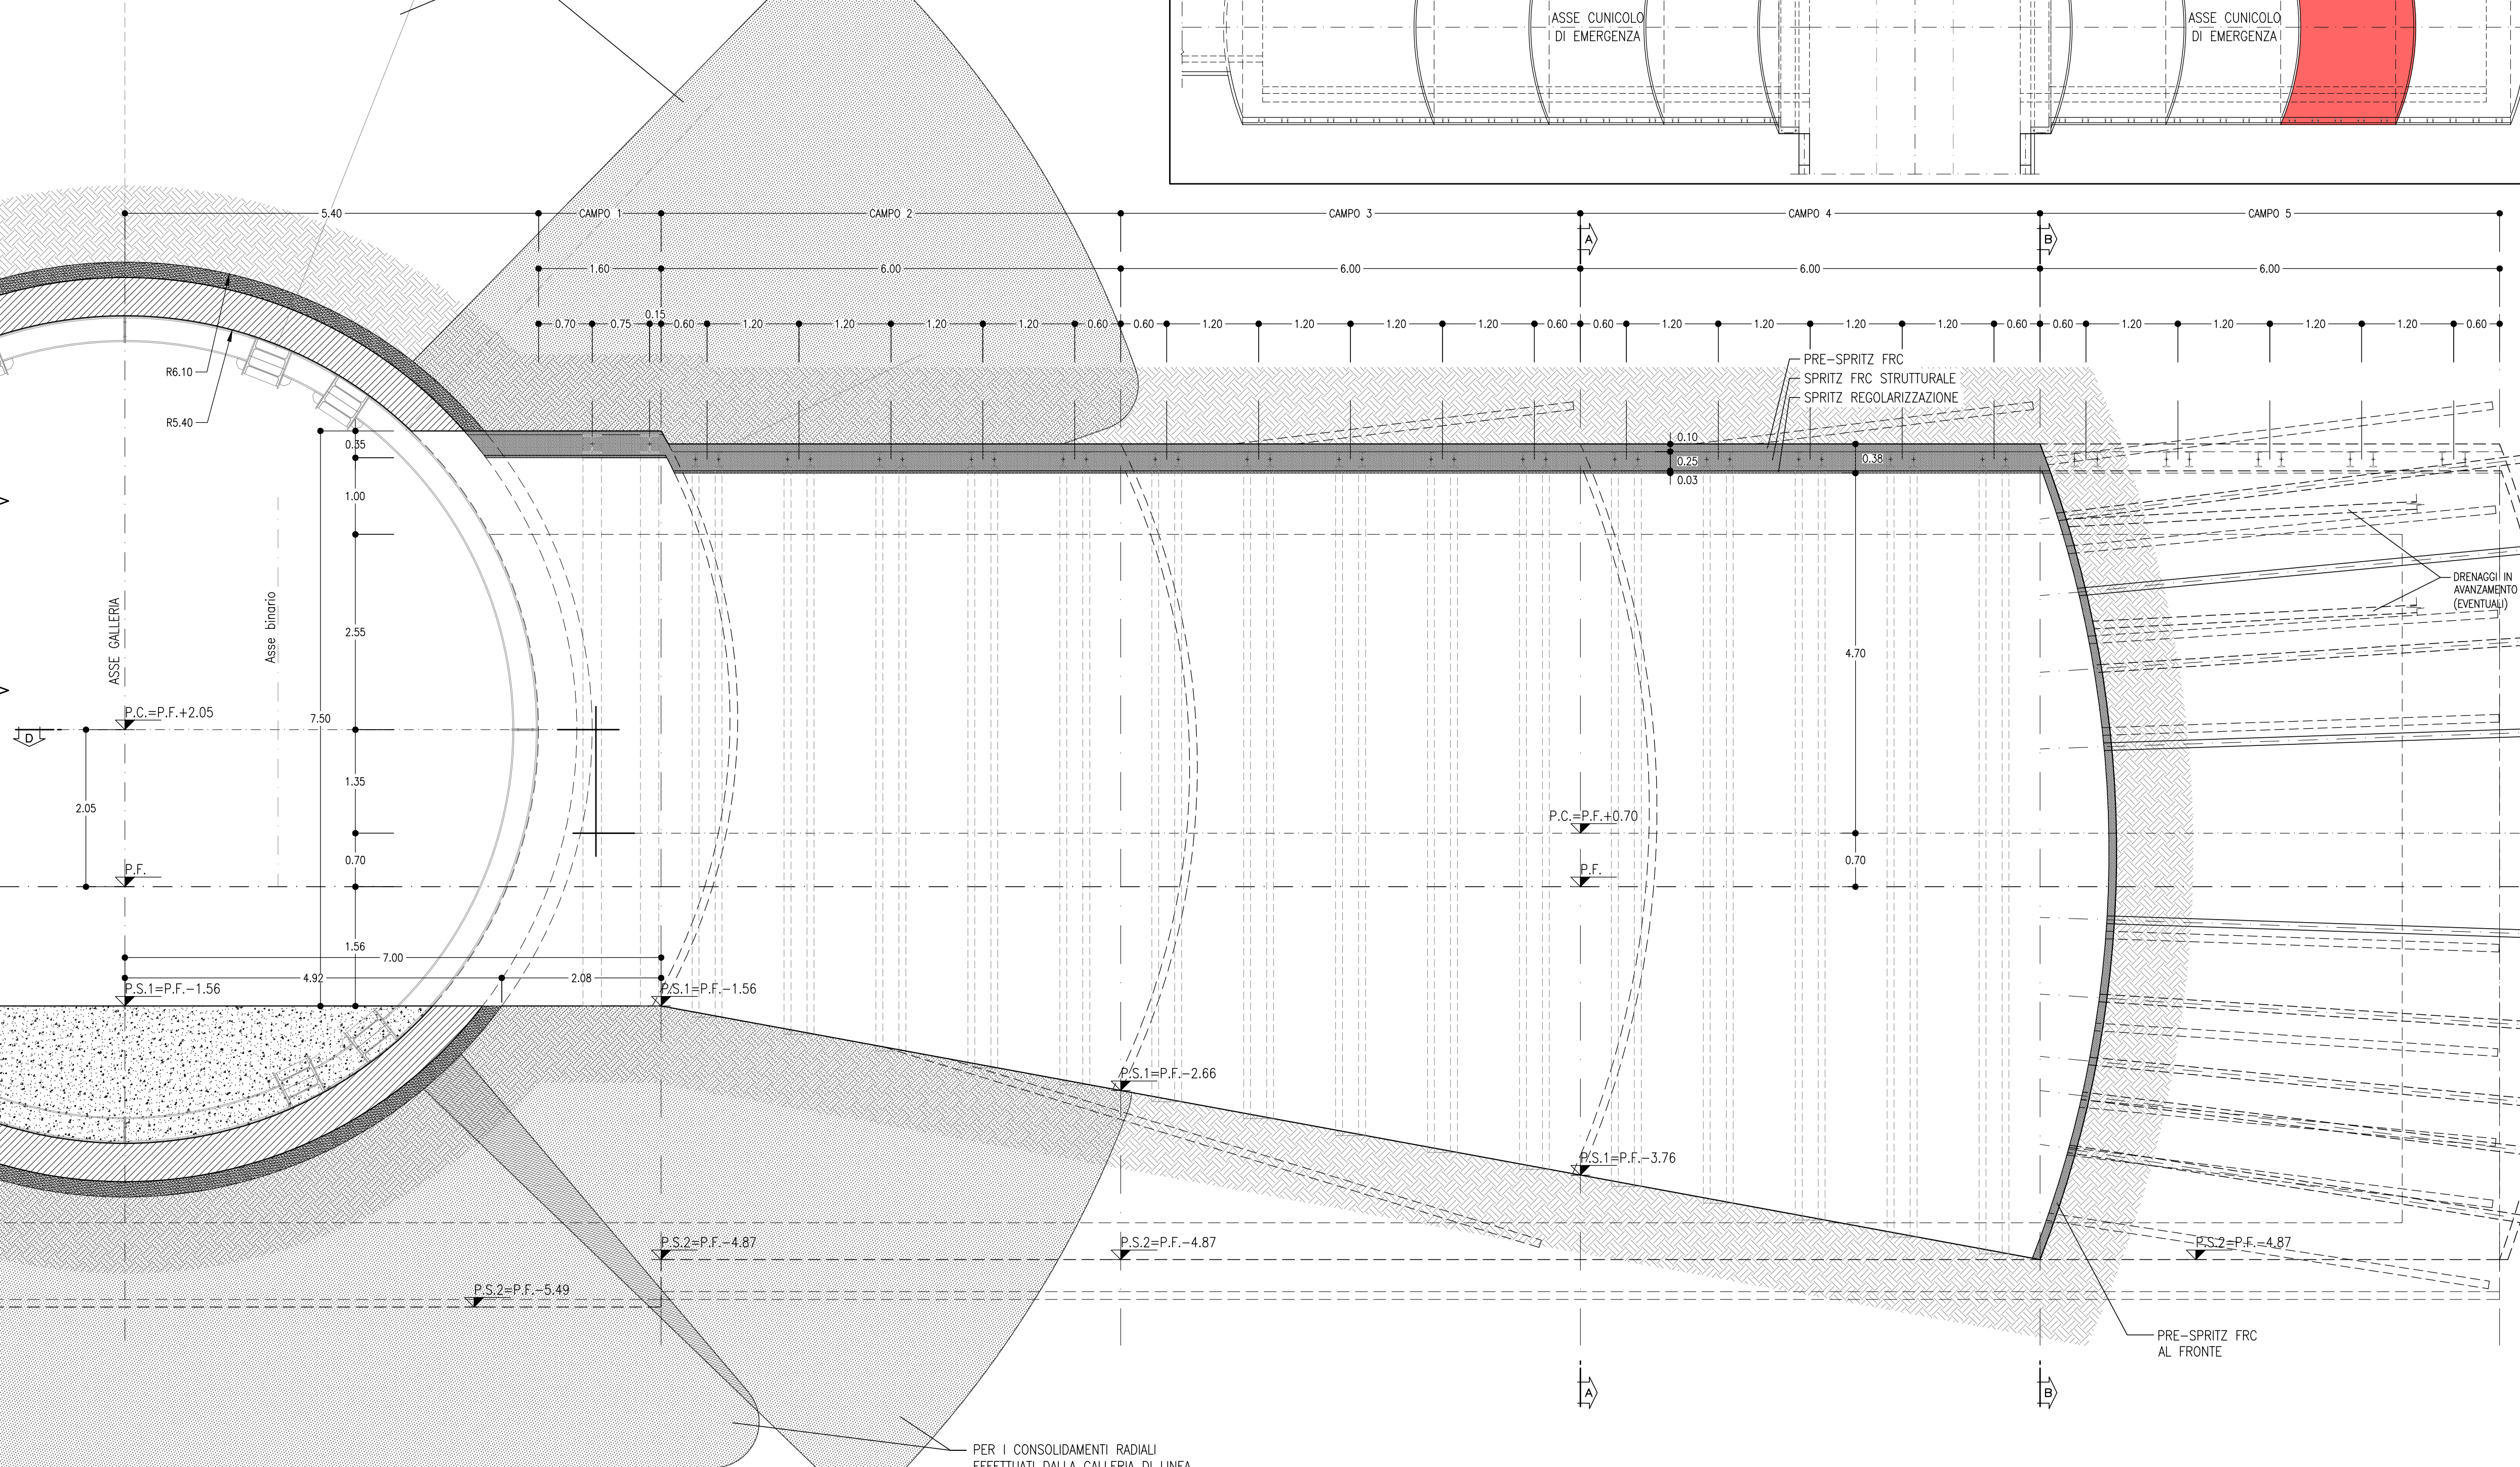 ASSE CUNICOLO
DI EMERGENZA
ASSE CUNICOLO
DI EMERGENZA
5.40
CAMPO 1
CAMPO 2
CAMPO 3
CAMPO 4
CAMPO 5
A
B
1.60
6.00
6.00
6.00
6.00
0.70
0.75
0.15
0.60
1.20
1.20
1.20
1.20
0.60
0.60
1.20
1.20
1.20
1.20
0.60
0.60
1.20
1.20
1.20
1.20
0.60
0.60
1.20
1.20
1.20
1.20
0.60
PRE-SPRITZ FRC
SPRITZ FRC STRUTTURALE
SPRITZ REGOLARIZZAZIONE
R6.10
R5.40
0.35
0.10
0.25
0.38
0.03
1.00
DRENAGGI IN
AVANZAMENTO
(EVENTUALI)
ASSE GALLERIA
Asse binario
2.55
4.70
7.50
P.C.=P.F.+2.05
D
1.35
2.05
P.C.=P.F.+0.70
0.70
0.70
P.F.
P.F.
1.56
7.00
4.92
2.08
P.S.1=P.F.-1.56
P.S.1=P.F.-1.56
P.S.1=P.F.-2.66
P.S.1=P.F.-3.76
P.S.2=P.F.-4.87
P.S.2=P.F.-4.87
P.S.2=P.F.-4.87
P.S.2=P.F.-5.49
PRE-SPRITZ FRC
AL FRONTE
A
B
PER I CONSOLIDAMENTI RADIALI
EFFETTUATI DALLA GALLERIA DI LINEA